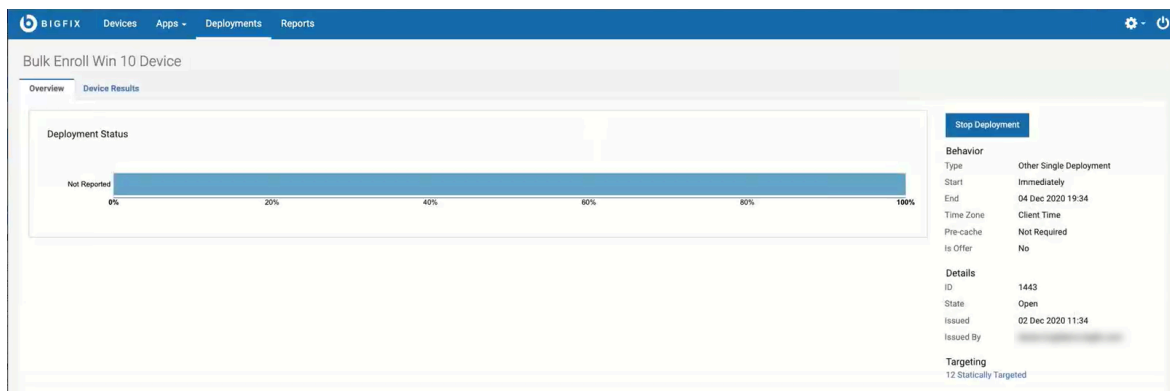 BIGFIX Devices Apps Deployments Reports
Bulk Enroll Win 10 Device
Overview Device Results
Deployment Status
Not Reported
0% 20% 40% 60% 80% 100%
Stop Deployment
Behavior
Type Other Single Deployment
Start Immediately
End 04 Dec 2020 19:34
Time Zone Client Time
Pre-cache Not Required
Is Offer No
Details
ID 1443
State Open
Issued 02 Dec 2020 11:34
Issued By
Targeting
12 Statically Targeted